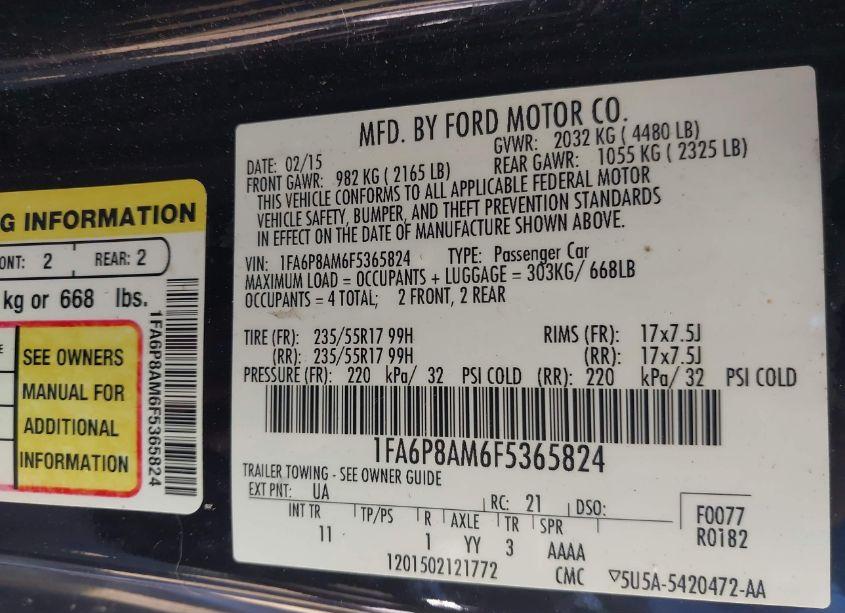 G INFORMATION
ONT: 2 REAR: 2
kg or 668 lbs.
SEE OWNERS
MANUAL FOR
ADDITIONAL
INFORMATION
1FA6P8AM6F5365824
MFD. BY FORD MOTOR CO.
DATE: 02/15 GVWR: 2032 KG ( 4480 LB)
FRONT GAWR: 982 KG ( 2165 LB) REAR GAWR: 1055 KG ( 2325 LB)
THIS VEHICLE CONFORMS TO ALL APPLICABLE FEDERAL MOTOR
VEHICLE SAFETY, BUMPER, AND THEFT PREVENTION STANDARDS
IN EFFECT ON THE DATE OF MANUFACTURE SHOWN ABOVE.
VIN: 1FA6P8AM6F5365824 TYPE: Passenger Car
MAXIMUM LOAD = OCCUPANTS + LUGGAGE = 303KG/ 668LB
OCCUPANTS = 4 TOTAL; 2 FRONT, 2 REAR
TIRE (FR): 235/55R17 99H RIMS (FR): 17x7.5J
(RR): 235/55R17 99H (RR): 17x7.5J
PRESSURE (FR): 220 kPa/ 32 PSI COLD (RR): 220 kPa/ 32 PSI COLD
1FA6P8AM6F5365824
TRAILER TOWING - SEE OWNER GUIDE
EXT PNT: UA RC: 21 DSO: F0077
INT TR TP/PS R AXLE TR SPR R0182
11 1 YY 3 AAAA
1201502121772 CMC ▽5U5A-5420472-AA